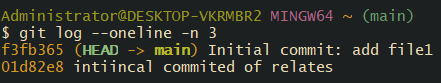 Administrator@DESKTOP-VKRMBR2 MINGW64 ~ (main)
$ git log --oneline -n 3
f3fb365 (HEAD -> main) Initial commit: add file1
01d82e8 intiincal commited of relates